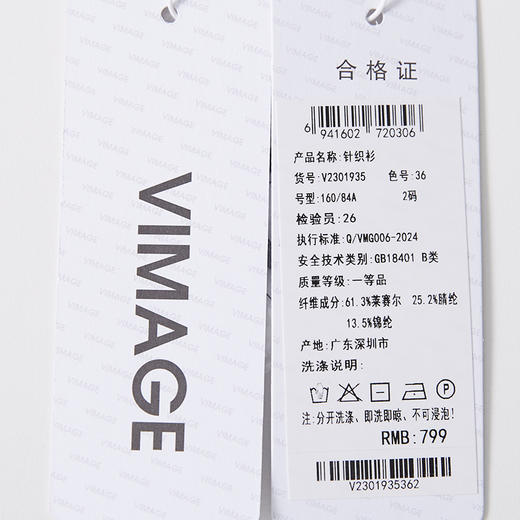 VIMAGE
合格证
6 941602 720306
产品名称:针织衫
货号:V2301935 色号:36
号型:160/84A 2码
检验员:26
执行标准:Q/VMG006-2024
安全技术类别:GB18401 B类
质量等级:一等品
纤维成分:61.3%莱赛尔 25.2%腈纶
13.5%锦纶
产地:广东深圳市
洗涤说明:
P
注:分开洗涤、即洗即晾、不可浸泡!
RMB:799
V2301935362